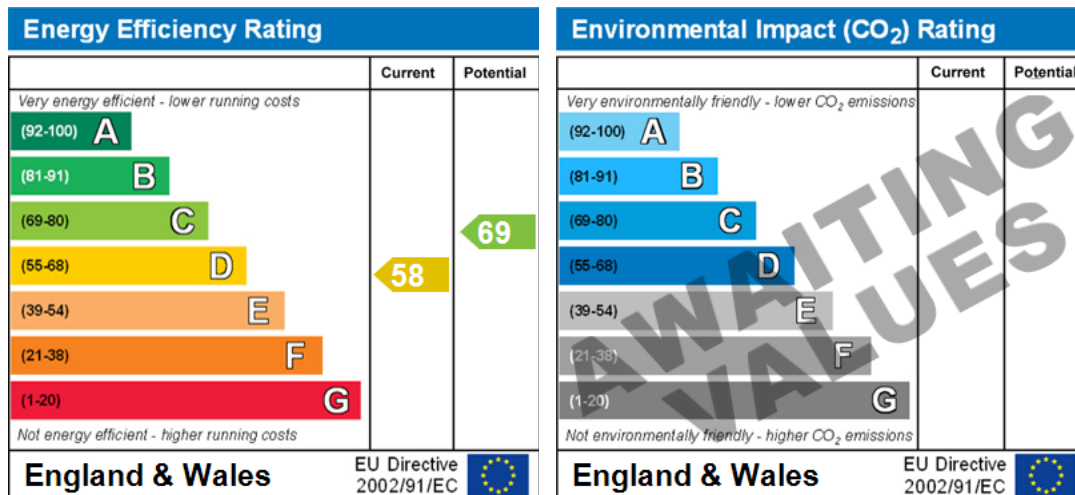 Energy Efficiency Rating
Current Potential
Very energy efficient - lower running costs
(92-100) A
(81-91) B
(69-80) C
69
(55-68) D
58
(39-54) E
(21-38) F
(1-20) G
Not energy efficient - higher running costs
England & Wales
EU Directive
2002/91/EC
Environmental Impact (CO2) Rating
Current Potential
Very environmentally friendly - lower CO2 emissions
(92-100) A
(81-91) B
(69-80) C
(55-68) D
(39-54) E
(21-38) F
(1-20) G
AWAITING
VALUES
Not environmentally friendly - higher CO2 emissions
England & Wales
EU Directive
2002/91/EC